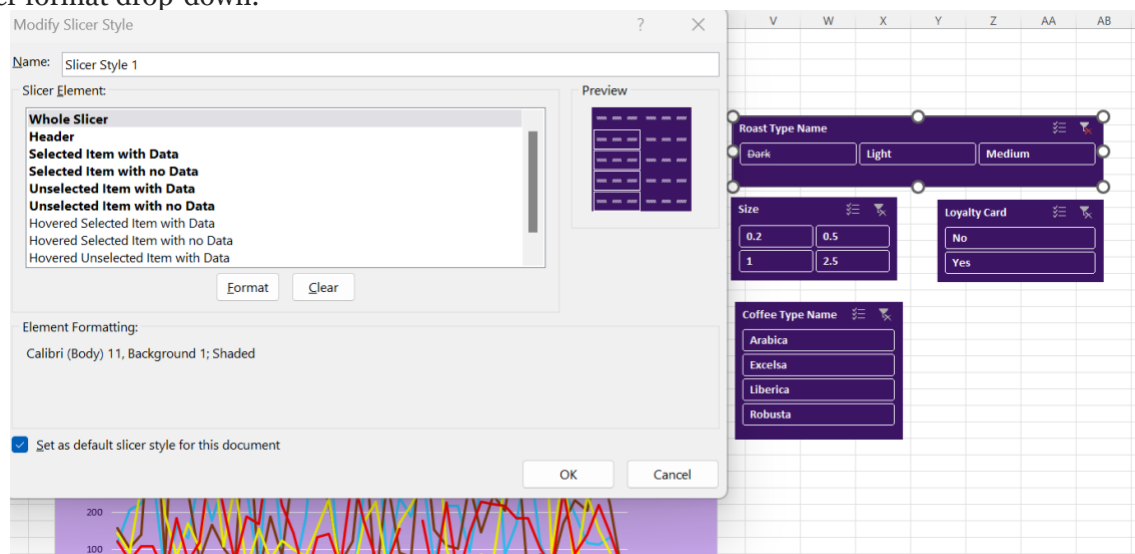 er format drop-down.
Modify Slicer Style ? ×
Name: Slicer Style 1
Slicer Element:
Whole Slicer
Header
Selected Item with Data
Selected Item with no Data
Unselected Item with Data
Unselected Item with no Data
Hovered Selected Item with Data
Hovered Selected Item with no Data
Hovered Unselected Item with Data
Preview
Format Clear
Element Formatting:
Calibri (Body) 11, Background 1; Shaded
Set as default slicer style for this document
OK Cancel
V W X Y Z AA AB
Roast Type Name
Dark Light Medium
Size
0.2 0.5
1 2.5
Loyalty Card
No
Yes
Coffee Type Name
Arabica
Excelsa
Liberica
Robusta
200
100